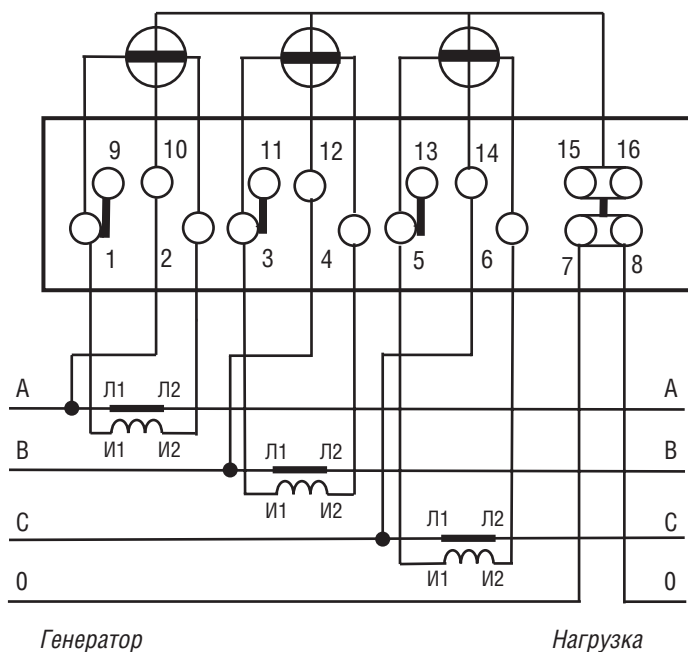 9 10 11 12 13 14 15 16
1 2 3 4 5 6 7 8
А Л1 Л2 А
И1 И2
В Л1 Л2 В
И1 И2
С Л1 Л2 С
И1 И2
0 0
Генератор Нагрузка